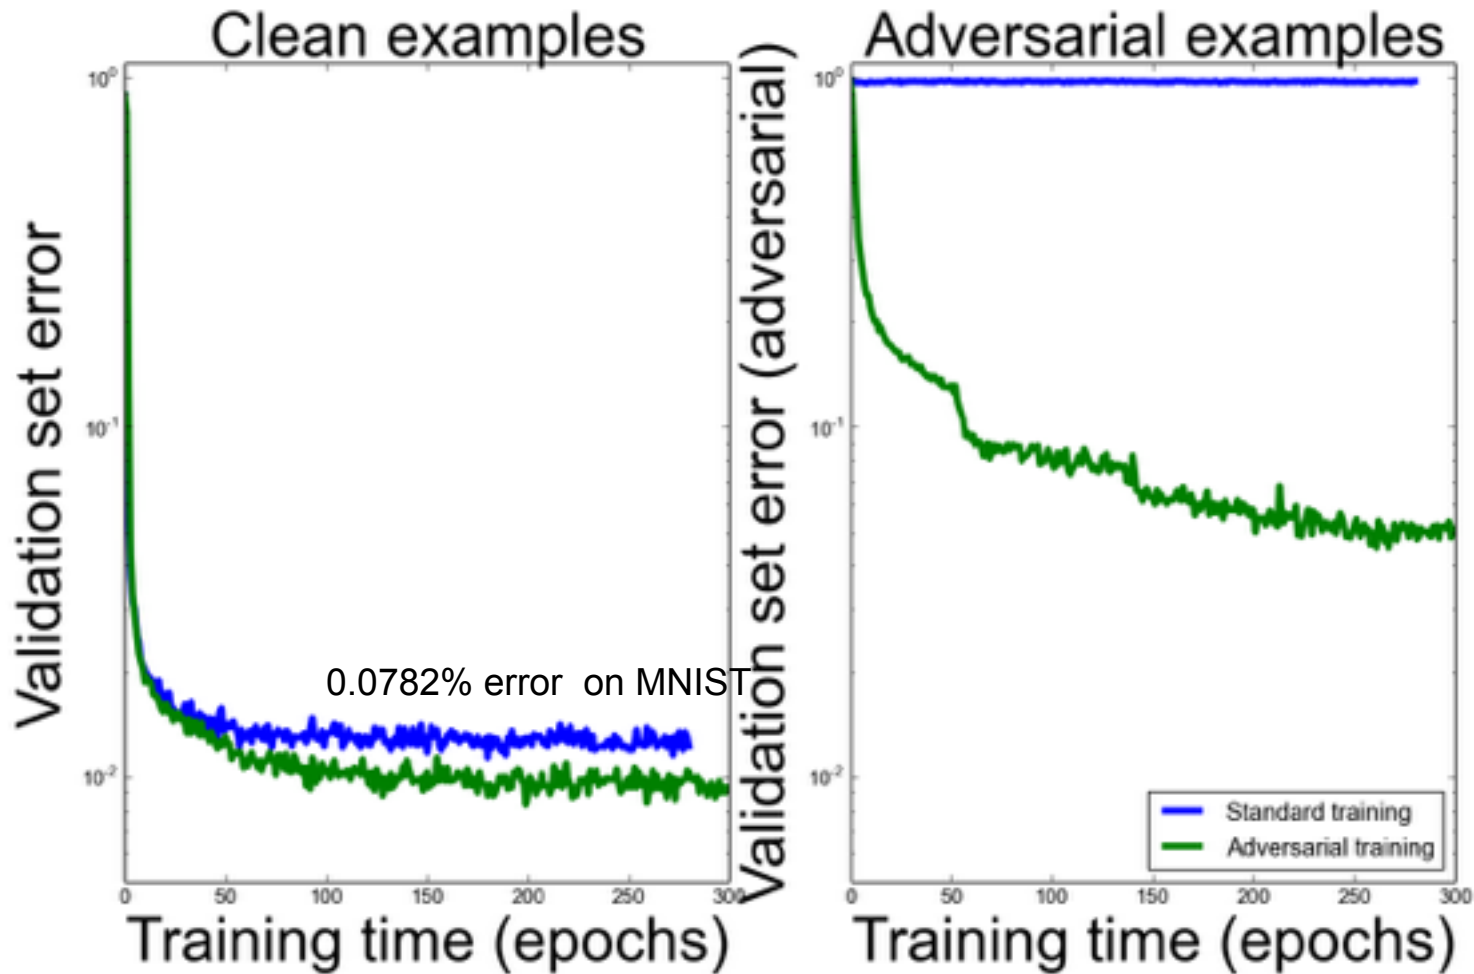 Clean examples
Validation set error
10^0
10^-1
10^-2
0.0782% error on MNIST
0 50 100 150 200 250 300
Training time (epochs)
Adversarial examples
Validation set error (adversarial)
10^0
10^-1
10^-2
Standard training
Adversarial training
0 50 100 150 200 250 300
Training time (epochs)